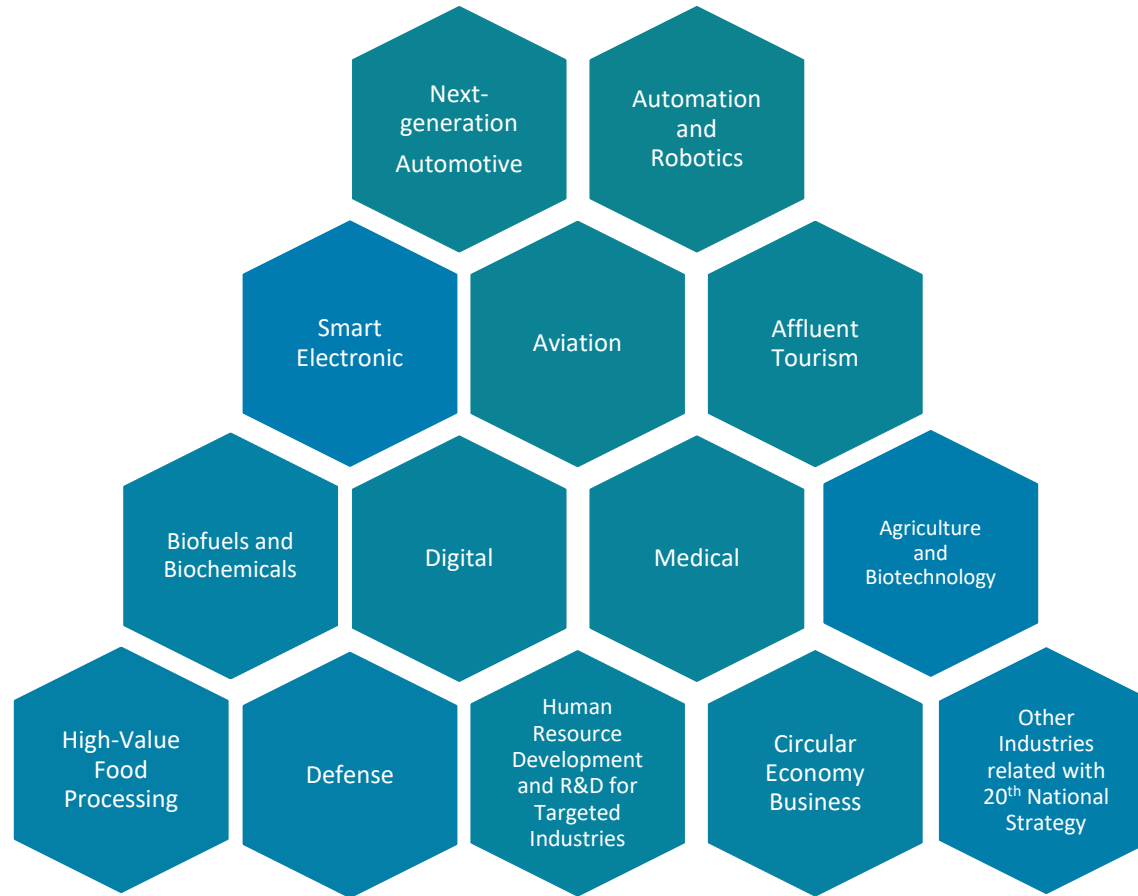 Next-
generation
Automotive
Automation
and
Robotics
Smart
Electronic
Aviation
Affluent
Tourism
Biofuels and
Biochemicals
Digital
Medical
Agriculture
and
Biotechnology
High-Value
Food
Processing
Defense
Human
Resource
Development
and R&D for
Targeted
Industries
Circular
Economy
Business
Other
Industries
related with
20th National
Strategy